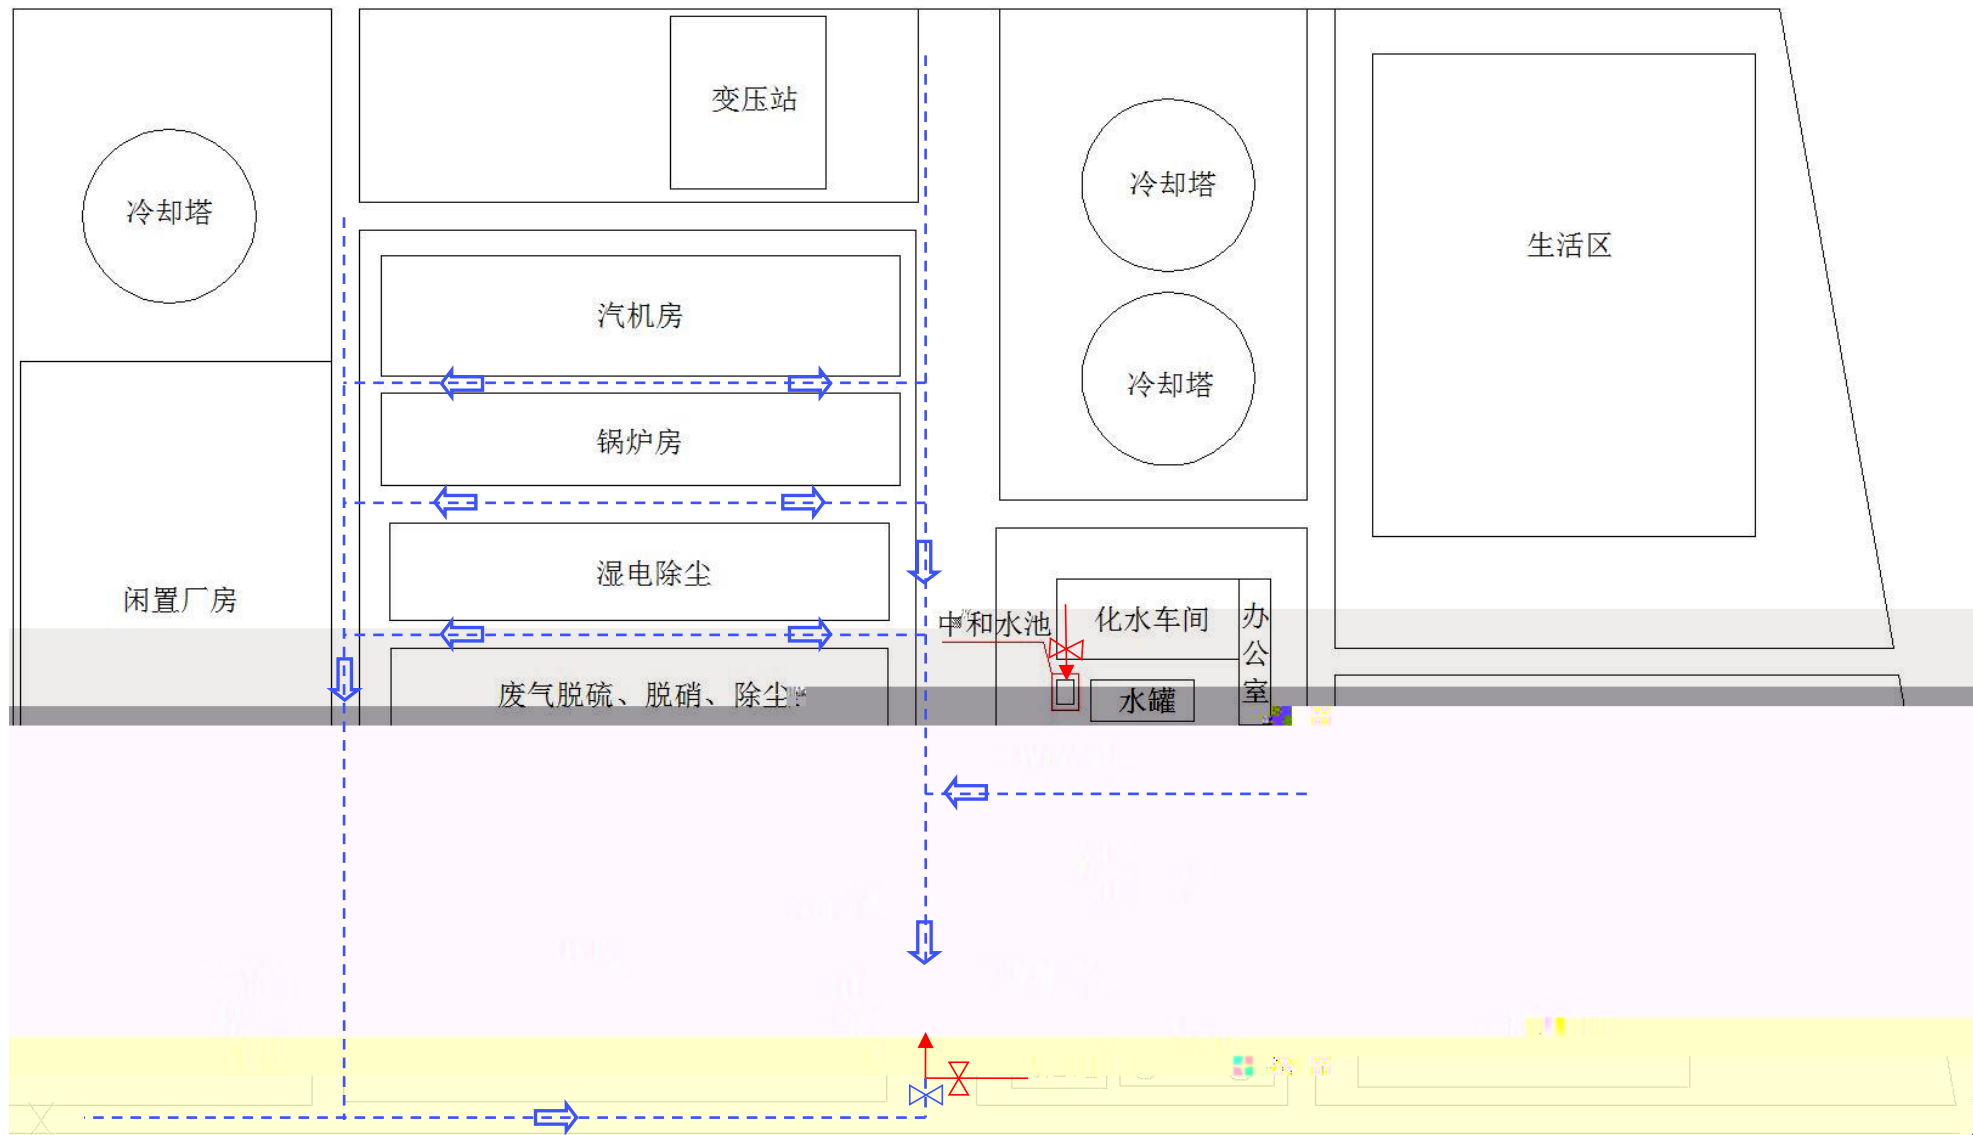 变压站
冷却塔
冷却塔
生活区
汽机房
冷却塔
锅炉房
湿电除尘
闲置厂房
中和水池
化水车间
办公室
废气脱硫、脱硝、除尘
水罐